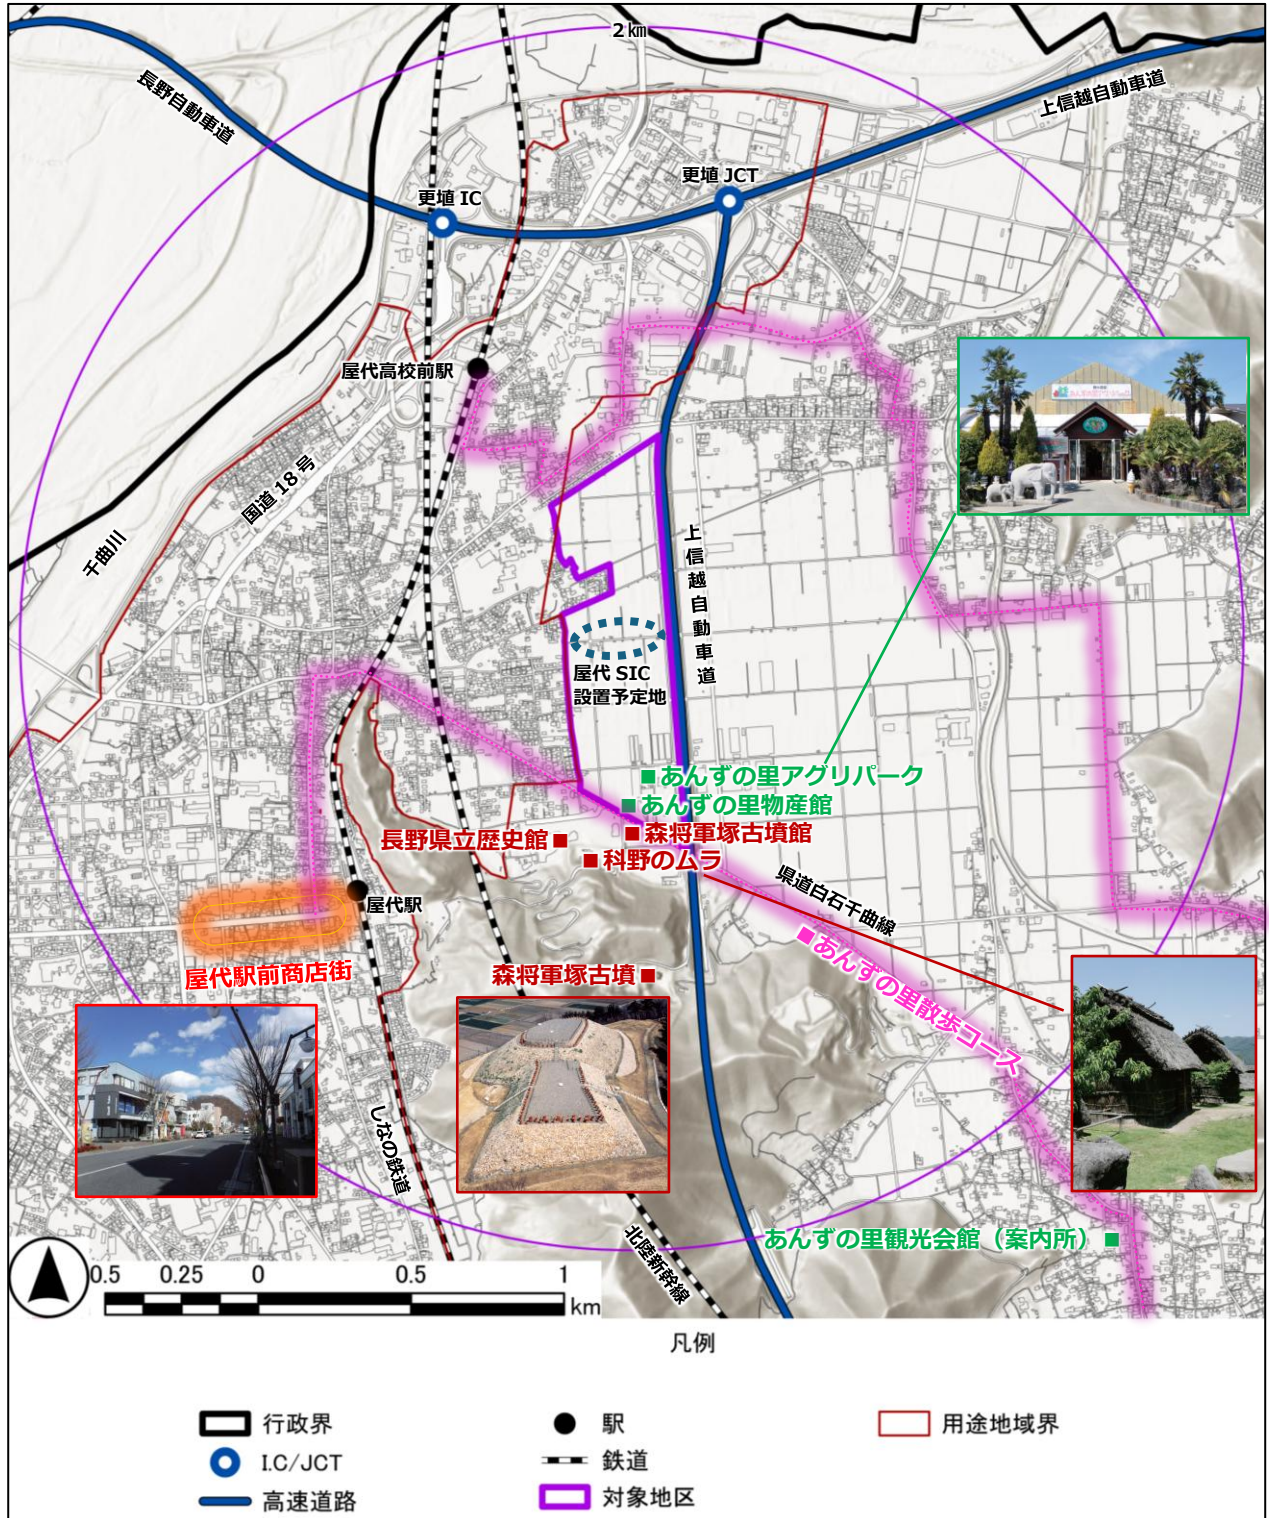 2㎞
長野自動車道
上信越自動車道
更埴 IC
更埴 JCT
屋代高校前駅
国道 18 号
千曲川
上信越自動車道
屋代 SIC
設置予定地
■あんずの里アグリパーク
■あんずの里物産館
長野県立歴史館■
■森将軍塚古墳館
■科野のムラ
県道白石千曲線
屋代駅
■あんずの里散歩コース
屋代駅前商店街
森将軍塚古墳■
しなの鉄道
北陸新幹線
あんずの里観光会館（案内所）■
0.5 0.25 0 0.5 1
km
凡例
行政界
駅
用途地域界
I.C/JCT
鉄道
高速道路
対象地区